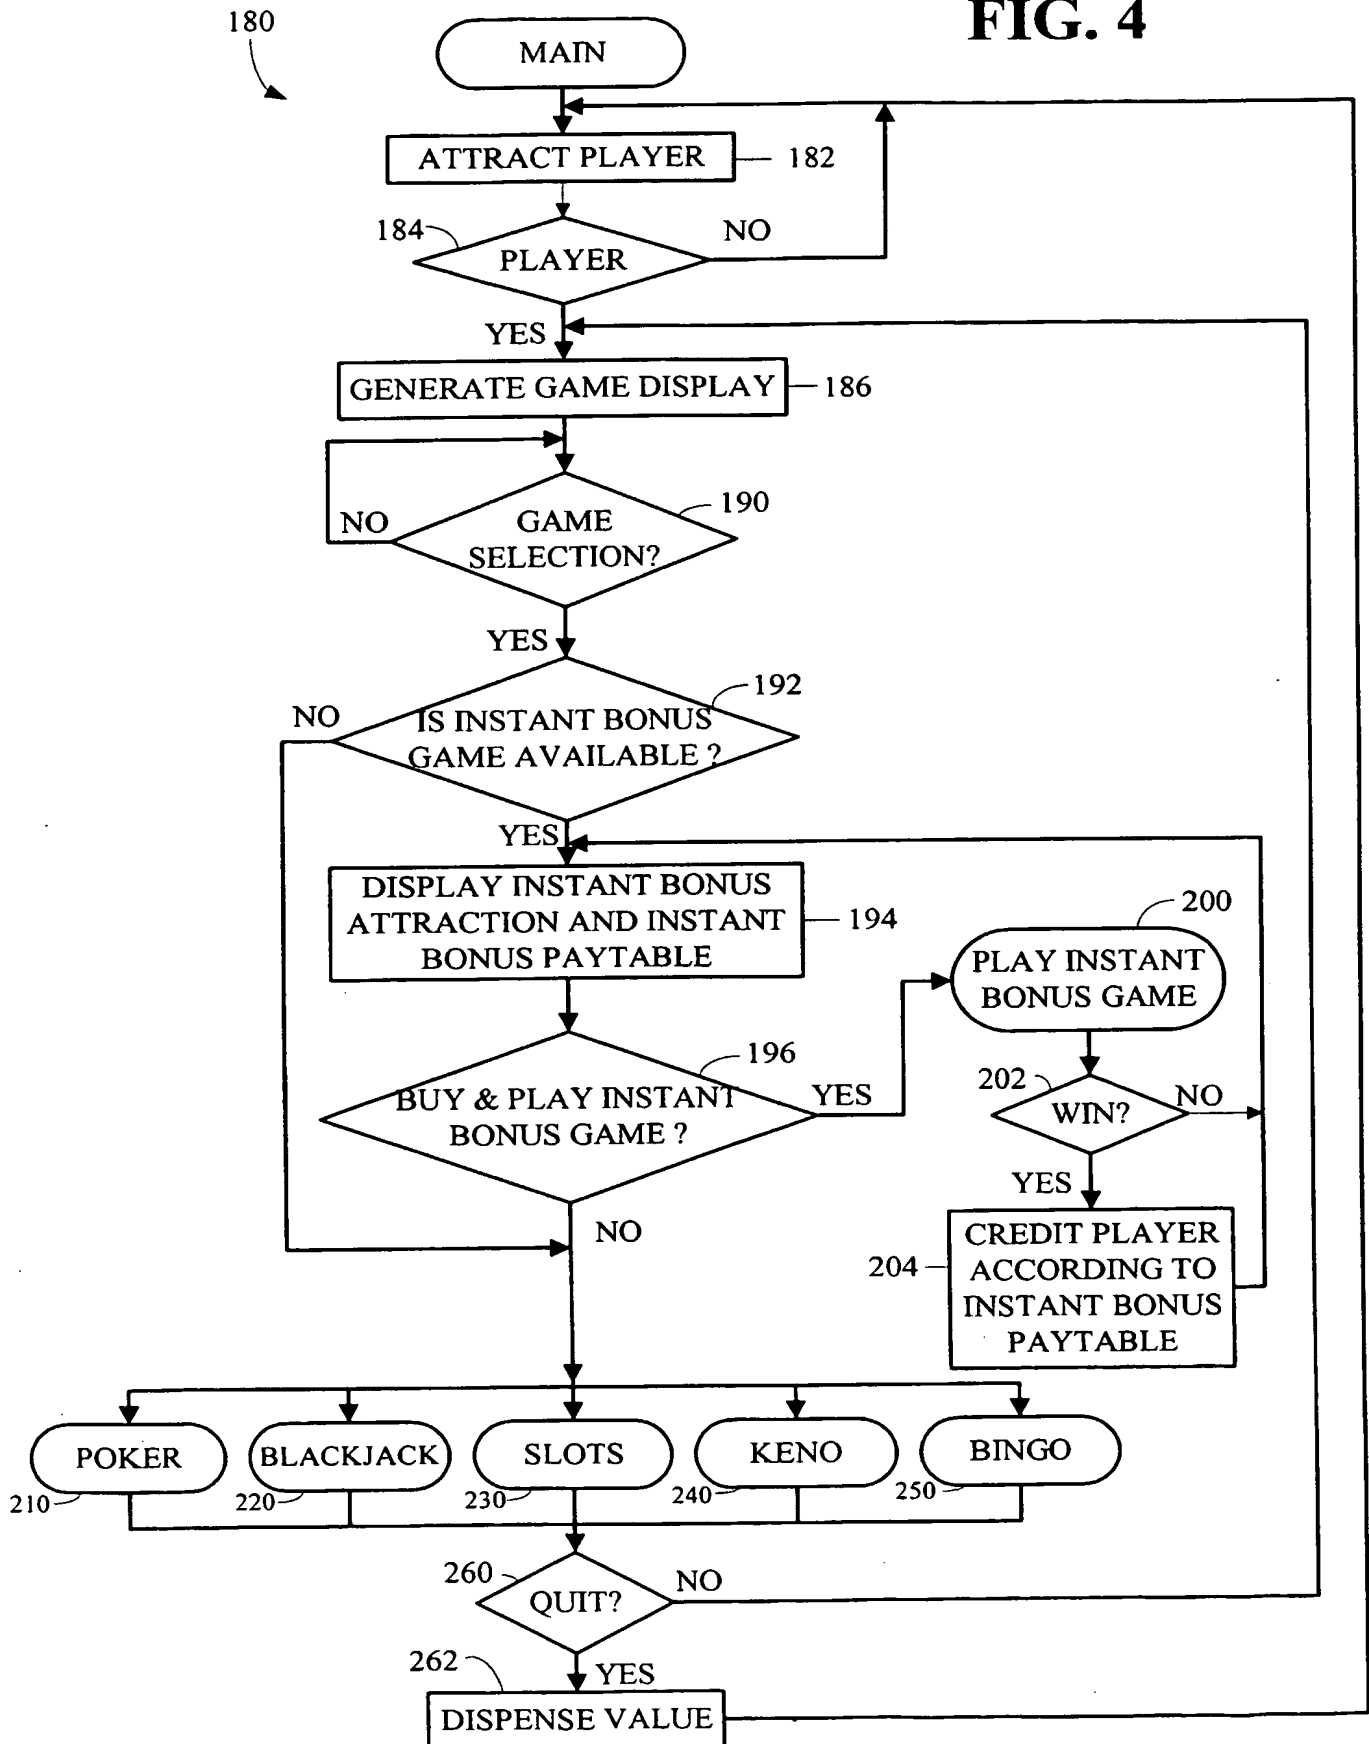 FIG. 4
180
MAIN
ATTRACT PLAYER
182
184
PLAYER
NO
YES
GENERATE GAME DISPLAY
186
NO
GAME
SELECTION?
190
YES
192
NO
IS INSTANT BONUS
GAME AVAILABLE ?
YES
DISPLAY INSTANT BONUS
ATTRACTION AND INSTANT
BONUS PAYTABLE
194
200
PLAY INSTANT
BONUS GAME
196
BUY & PLAY INSTANT
BONUS GAME ?
YES
202
WIN?
NO
YES
NO
204
CREDIT PLAYER
ACCORDING TO
INSTANT BONUS
PAYTABLE
POKER
BLACKJACK
SLOTS
KENO
BINGO
210
220
230
240
250
260
QUIT?
NO
262
YES
DISPENSE VALUE